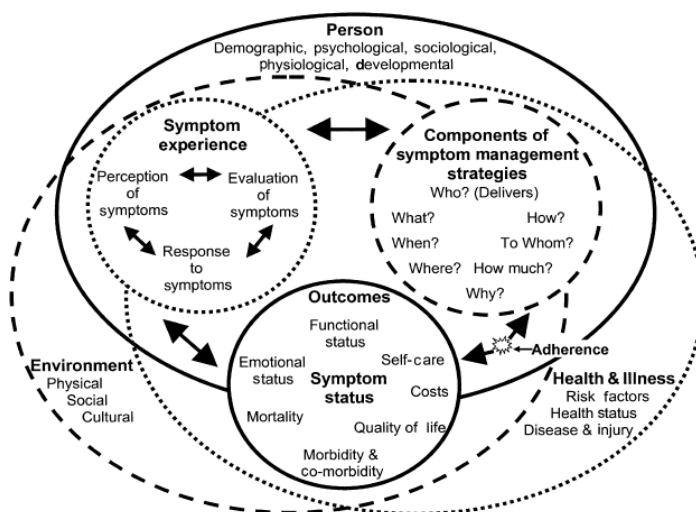 Person
Demographic, psychological, sociological,
physiological, developmental
Symptom
experience
Perception
of
symptoms
Evaluation
of
symptoms
Response
to
symptoms
Components of
symptom management
strategies
Who? (Delivers)
What?
How?
When?
To Whom?
Where?
How much?
Why?
Outcomes
Functional
status
Emotional
status
Self-care
Symptom
status
Costs
Mortality
Quality of life
Morbidity &
co-morbidity
Adherence
Environment
Physical
Social
Cultural
Health & Illness
Risk factors
Health status
Disease & injury